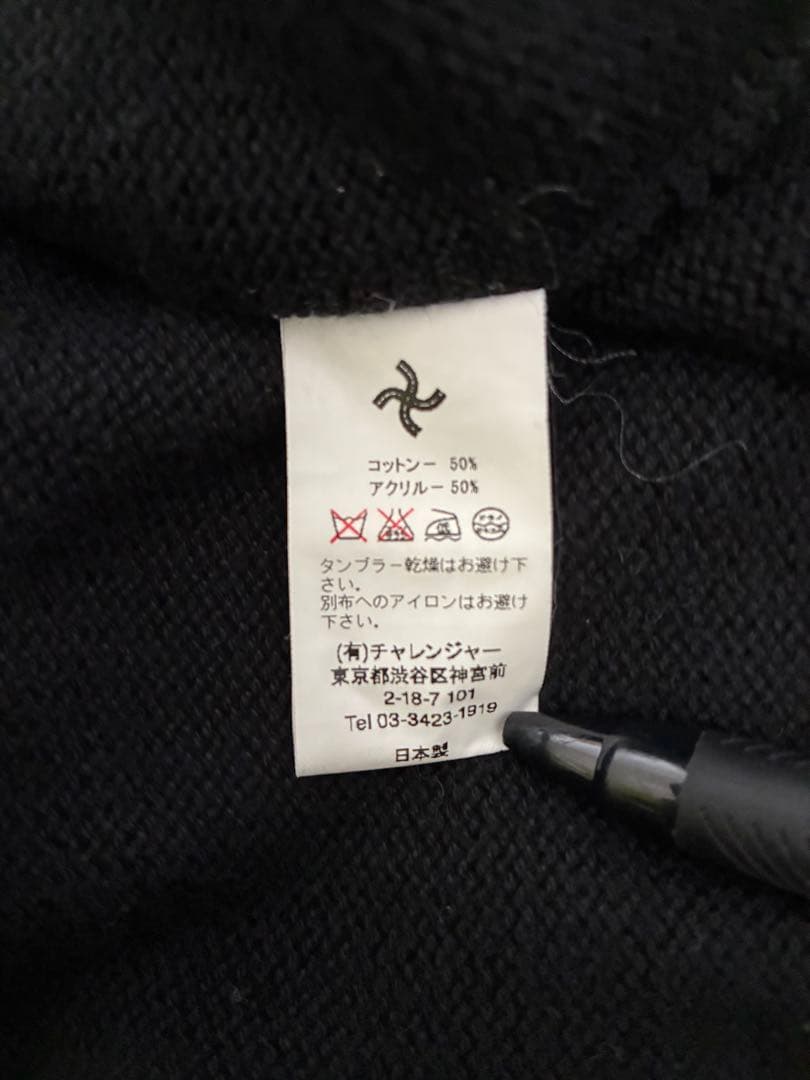 コットンー 50%
アクリルー 50%
低
タンブラー乾燥はお避け下
さい。
別布へのアイロンはお避け
下さい。
(有)チャレンジャー
東京都渋谷区神宮前
2-18-7 101
Tel 03-3423-1919
日本製